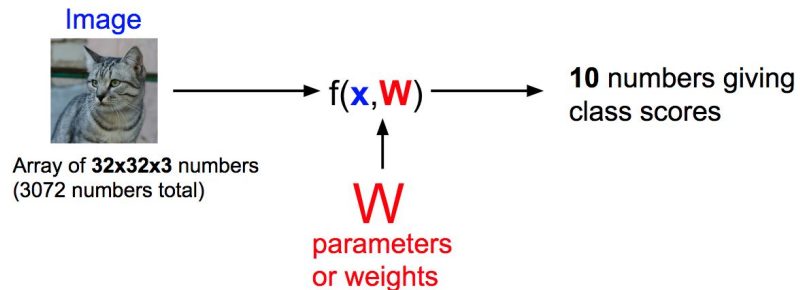 Image
f(x,W)
10 numbers giving
class scores
Array of 32x32x3 numbers
(3072 numbers total)
W
parameters
or weights